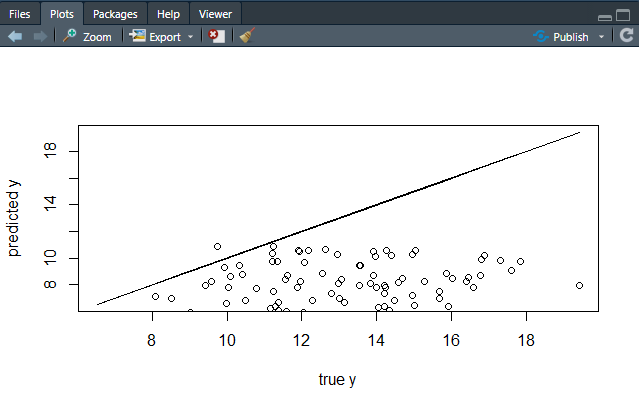 Files Plots Packages Help Viewer
Zoom Export Publish
18
14
10
8
predicted y
8 10 12 14 16 18
true y